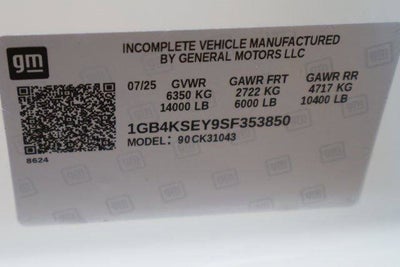 gm
INCOMPLETE VEHICLE MANUFACTURED
BY GENERAL MOTORS LLC
07/25 GVWR GAWR FRT GAWR RR
6350 KG 2722 KG 4717 KG
14000 LB 6000 LB 10400 LB
1GB4KSEY9SF353850
MODEL: 90CK31043
8624